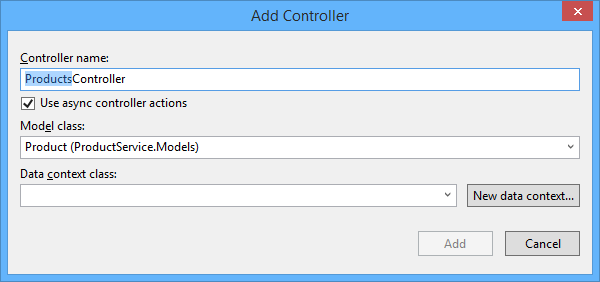 Add Controller
Controller name:
ProductsController
Use async controller actions
Model class:
Product (ProductService.Models)
Data context class:
New data context...
Add
Cancel